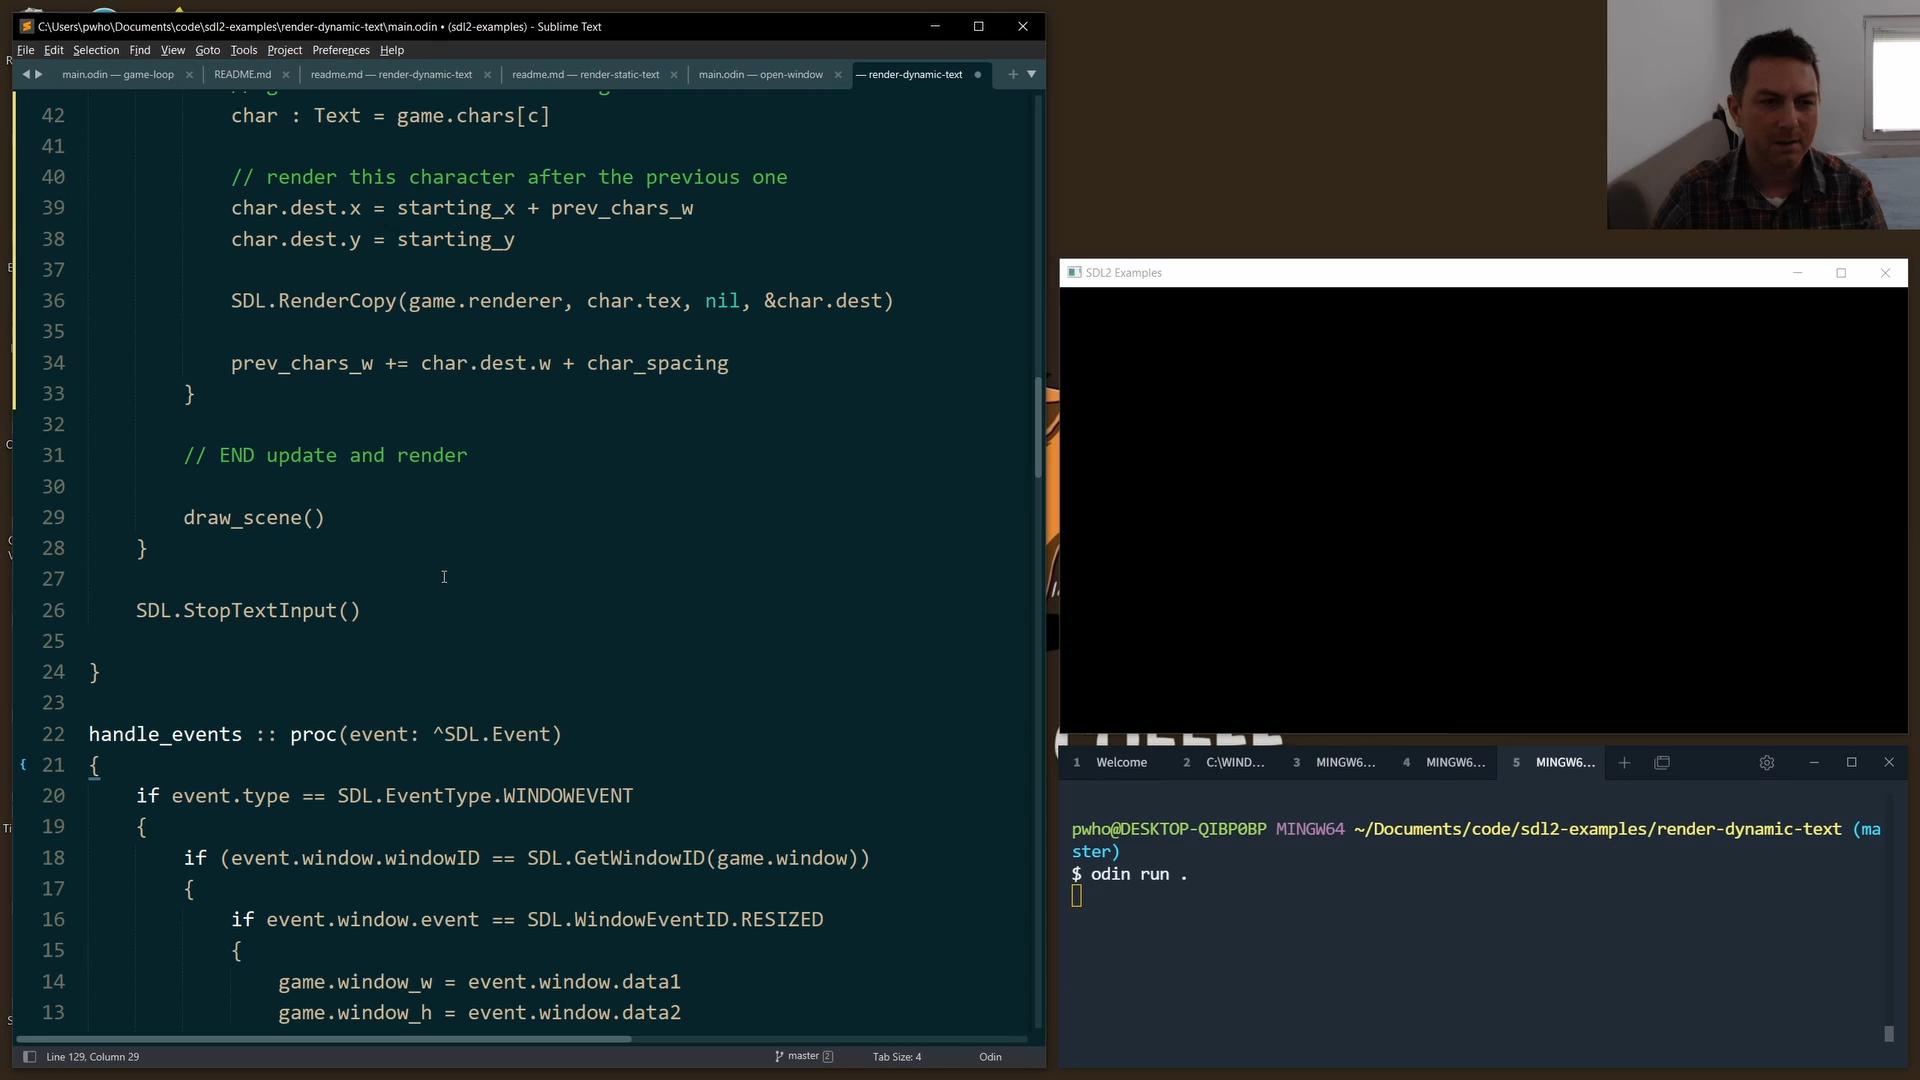 C:\Users\pwho\Documents\code\sdl2-examples\render-dynamic-text\main.odin • (sdl2-examples) - Sublime Text
File Edit Selection Find View Goto Tools Project Preferences Help
main.odin — game-loop README.md readme.md — render-dynamic-text readme.md — render-static-text main.odin — open-window — render-dynamic-text
42 char : Text = game.chars[c]
41
40 // render this character after the previous one
39 char.dest.x = starting_x + prev_chars_w
38 char.dest.y = starting_y
37
36 SDL.RenderCopy(game.renderer, char.tex, nil, &char.dest)
35
34 prev_chars_w += char.dest.w + char_spacing
33 }
32
31 // END update and render
30
29 draw_scene()
28 }
27
26 SDL.StopTextInput()
25
24 }
23
22 handle_events :: proc(event: ^SDL.Event)
21 {
20 if event.type == SDL.EventType.WINDOWEVENT
19 {
18 if (event.window.windowID == SDL.GetWindowID(game.window))
17 {
16 if event.window.event == SDL.WindowEventID.RESIZED
15 {
14 game.window_w = event.window.data1
13 game.window_h = event.window.data2
Line 129, Column 29 master 2 Tab Size: 4 Odin
SDL2 Examples
1 Welcome 2 C:\WIND... 3 MINGW6... 4 MINGW6... 5 MINGW6...
pwho@DESKTOP-QIBP0BP MINGW64 ~/Documents/code/sdl2-examples/render-dynamic-text (ma
ster)
$ odin run .